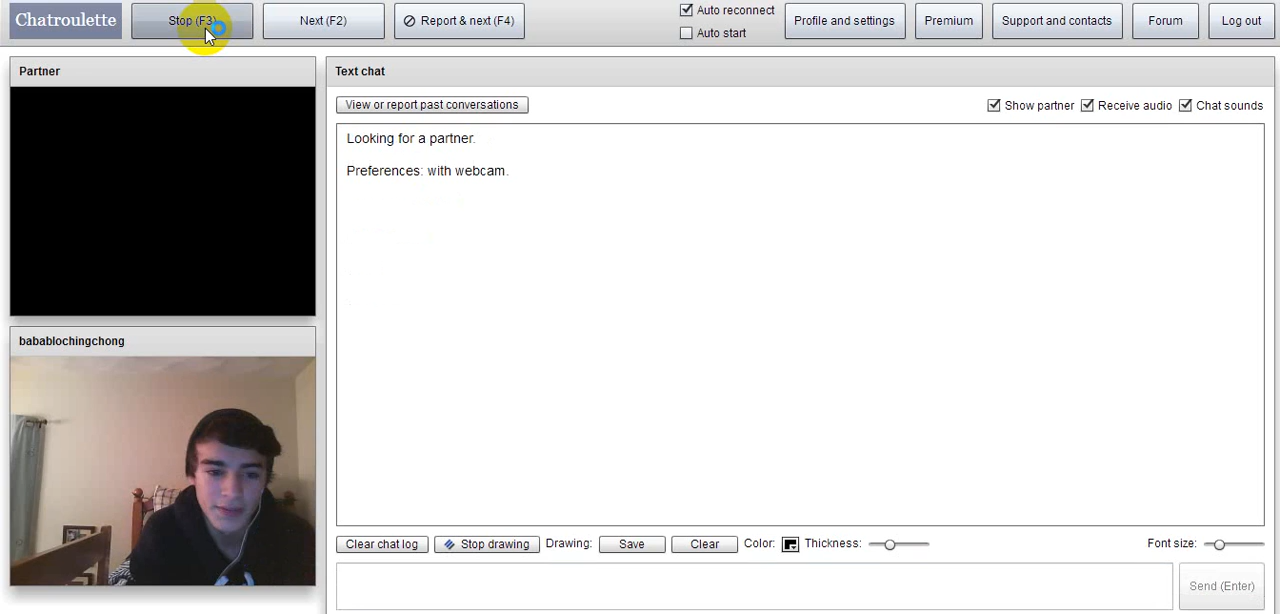 Chatroulette
Stop (F3)
Next (F2)
Report & next (F4)
Auto reconnect
Auto start
Profile and settings
Premium
Support and contacts
Forum
Log out
Partner
Text chat
View or report past conversations
Show partner
Receive audio
Chat sounds
Looking for a partner.
Preferences: with webcam.
babablochingchong
Clear chat log
Stop drawing
Drawing:
Save
Clear
Color:
Thickness:
Font size:
Send (Enter)